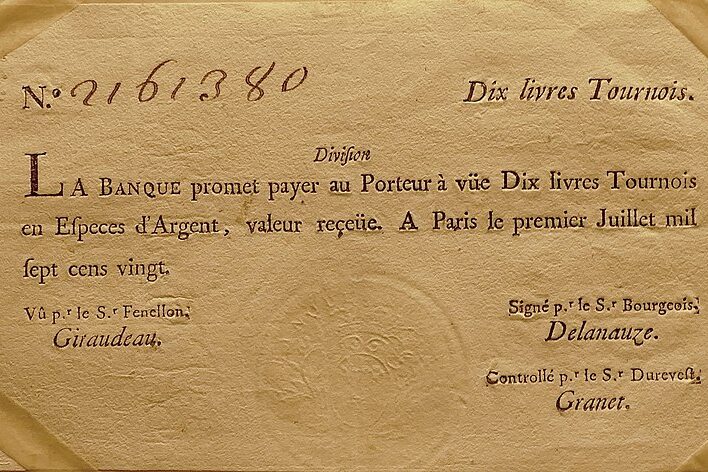 N.º 2161380 Dix livres Tournois.
Diviſion
LA BANQUE promet payer au Porteur à vüe Dix livres Tournois
en Eſpeces d'Argent, valeur reçeüe. A Paris le premier Juillet mil
ſept cens vingt.
Vû p.ʳ le S.ʳ Fenellon.
Giraudeau.
Signé p.ʳ le S.ʳ Bourgeois.
Delanauze.
Controllé p.ʳ le S.ʳ Dureveſt.
Granet.